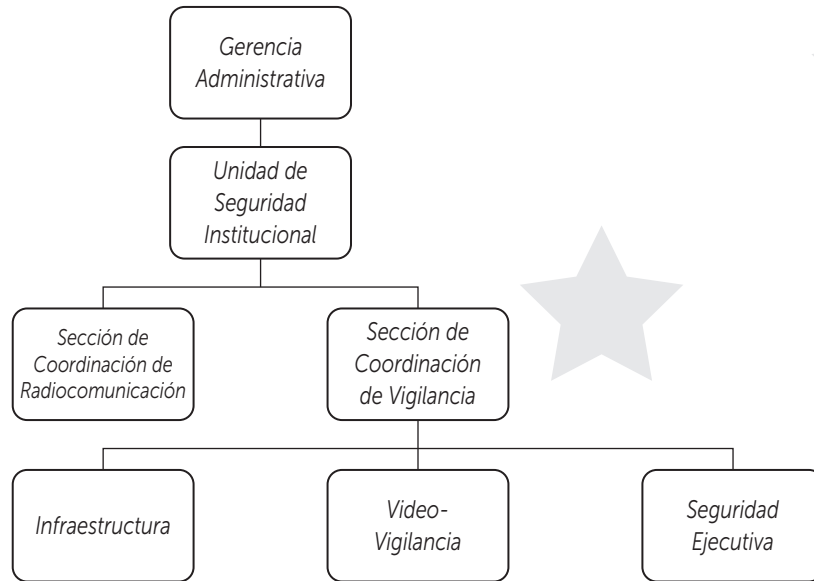 Gerencia
Administrativa
Unidad de
Seguridad
Institucional
Sección de
Coordinación de
Radiocomunicación
Sección de
Coordinación
de Vigilancia
Infraestructura
Video-
Vigilancia
Seguridad
Ejecutiva